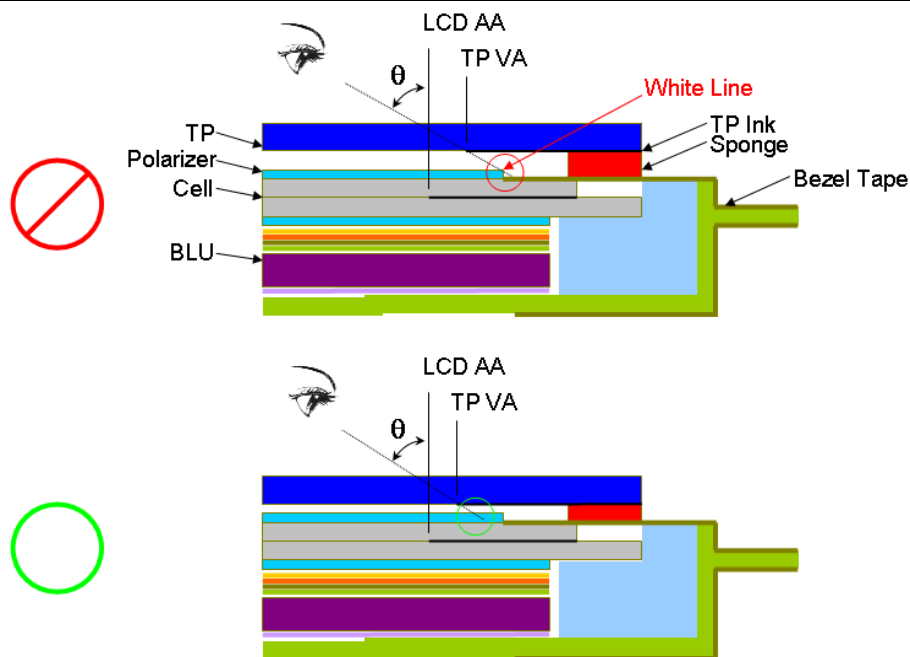 LCD AA
TP VA
θ
White Line
TP
TP Ink
Sponge
Polarizer
Bezel Tape
Cell
BLU
LCD AA
TP VA
θ